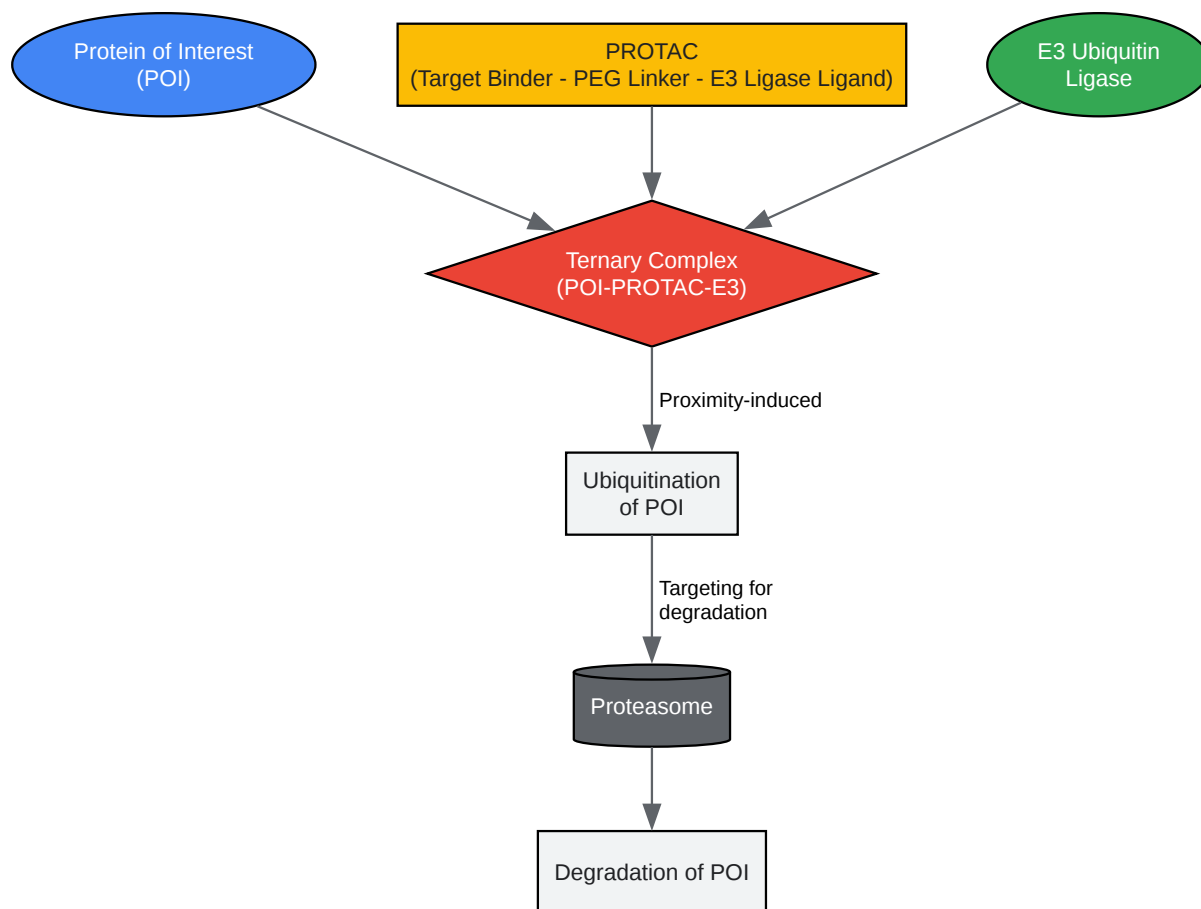 Protein of Interest
(POI)
PROTAC
(Target Binder - PEG Linker - E3 Ligase Ligand)
E3 Ubiquitin
Ligase
Ternary Complex
(POI-PROTAC-E3)
Proximity-induced
Ubiquitination
of POI
Targeting for
degradation
Proteasome
Degradation of POI